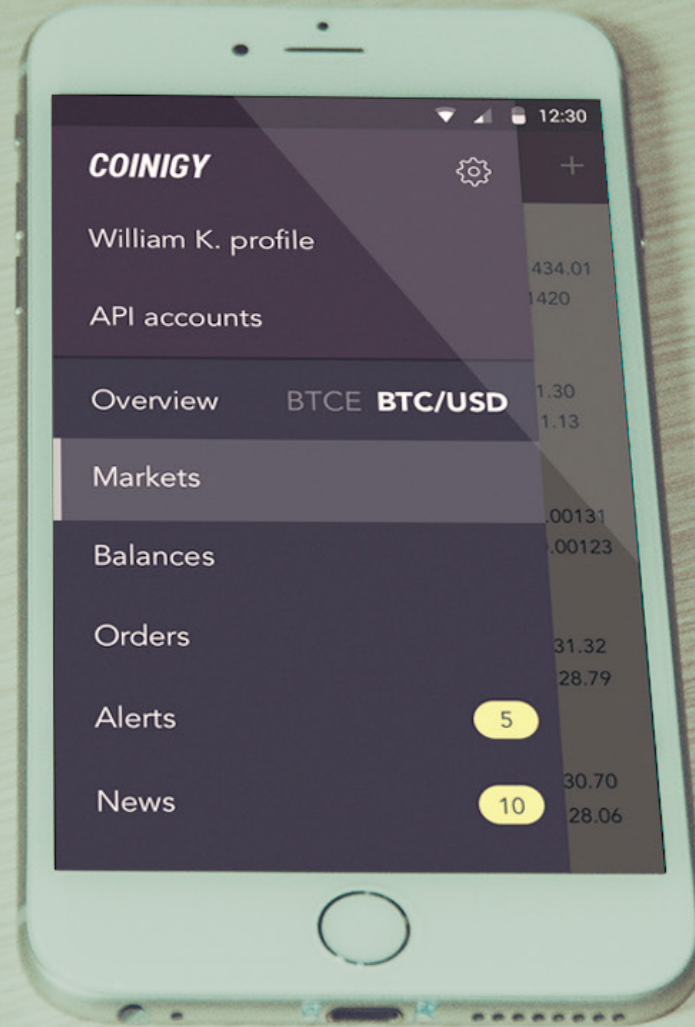 12:30
COINIGY
+
William K. profile
434.01
API accounts
1420
Overview BTCE BTC/USD
1.30
1.13
Markets
.00131
.00123
Balances
Orders
31.32
28.79
Alerts 5
News 10
30.70
28.06